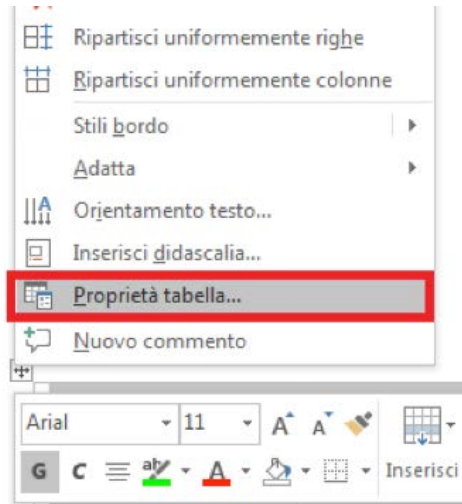 Ripartisci uniformemente righe
Ripartisci uniformemente colonne
Stili bordo
Adatta
Orientamento testo...
Inserisci didascalia...
Proprietà tabella...
Nuovo commento
Arial 11 A A
G C ab A Inserisci